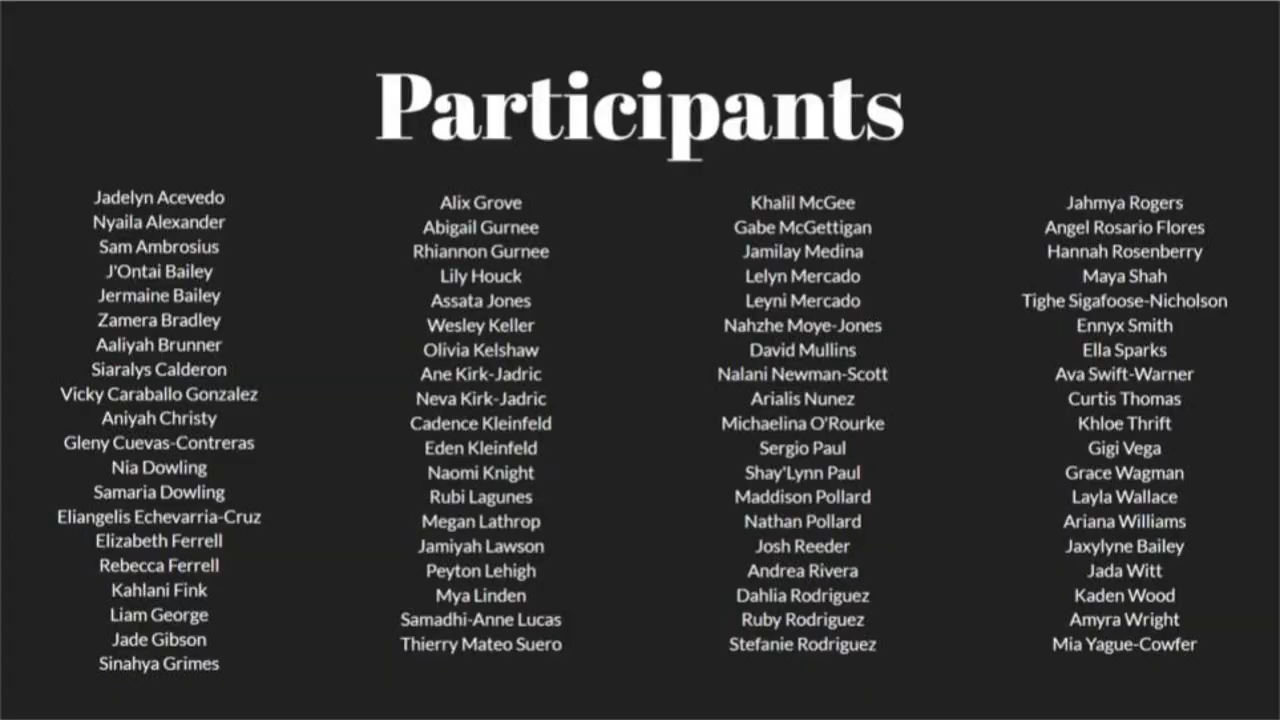 Participants
Jadelyn Acevedo
Nyaila Alexander
Sam Ambrosius
J'Ontai Bailey
Jermaine Bailey
Zamera Bradley
Aaliyah Brunner
Siaralys Calderon
Vicky Caraballo Gonzalez
Aniyah Christy
Gleny Cuevas-Contreras
Nia Dowling
Samaria Dowling
Eliangelis Echevarria-Cruz
Elizabeth Ferrell
Rebecca Ferrell
Kahlani Fink
Liam George
Jade Gibson
Sinahya Grimes
Alix Grove
Abigail Gurnee
Rhiannon Gurnee
Lily Houck
Assata Jones
Wesley Keller
Olivia Kelshaw
Ane Kirk-Jadric
Neva Kirk-Jadric
Cadence Kleinfeld
Eden Kleinfeld
Naomi Knight
Rubi Lagunes
Megan Lathrop
Jamiyah Lawson
Peyton Lehigh
Mya Linden
Samadhi-Anne Lucas
Thierry Mateo Suero
Khalil McGee
Gabe McGettigan
Jamilay Medina
Lelyn Mercado
Leyni Mercado
Nahzhe Moye-Jones
David Mullins
Nalani Newman-Scott
Arialis Nunez
Michaelina O'Rourke
Sergio Paul
Shay'Lynn Paul
Maddison Pollard
Nathan Pollard
Josh Reeder
Andrea Rivera
Dahlia Rodriguez
Ruby Rodriguez
Stefanie Rodriguez
Jahmya Rogers
Angel Rosario Flores
Hannah Rosenberry
Maya Shah
Tighe Sigafoose-Nicholson
Ennyx Smith
Ella Sparks
Ava Swift-Warner
Curtis Thomas
Khloe Thrift
Gigi Vega
Grace Wagman
Layla Wallace
Ariana Williams
Jaxylyne Bailey
Jada Witt
Kaden Wood
Amyra Wright
Mia Yague-Cowfer